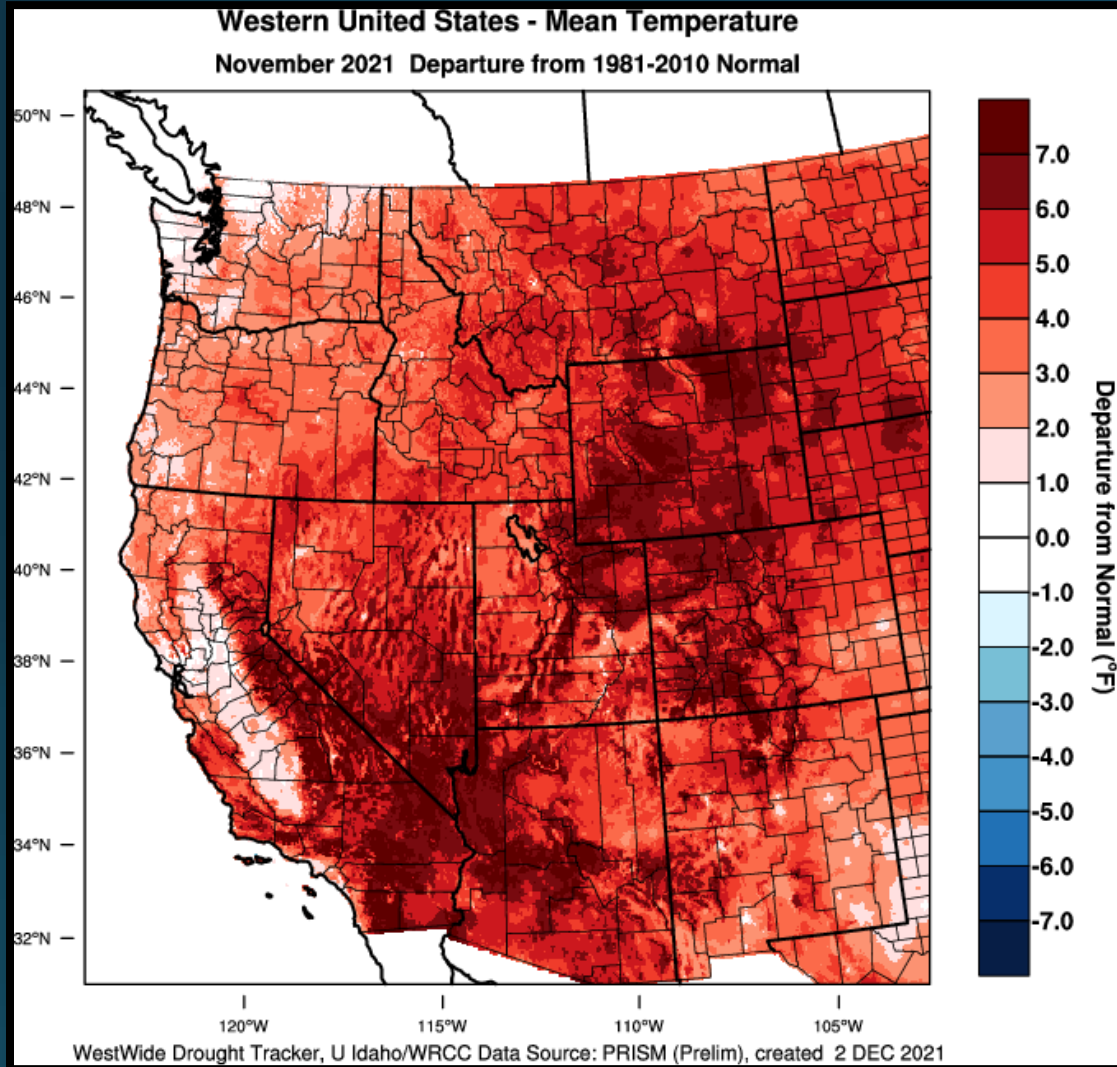 Western United States - Mean Temperature
November 2021 Departure from 1981-2010 Normal
50°N
48°N
46°N
44°N
42°N
40°N
38°N
36°N
34°N
32°N
120°W
115°W
110°W
105°W
7.0
6.0
5.0
4.0
3.0
2.0
1.0
0.0
-1.0
-2.0
-3.0
-4.0
-5.0
-6.0
-7.0
Departure from Normal (°F)
WestWide Drought Tracker, U Idaho/WRCC Data Source: PRISM (Prelim), created 2 DEC 2021